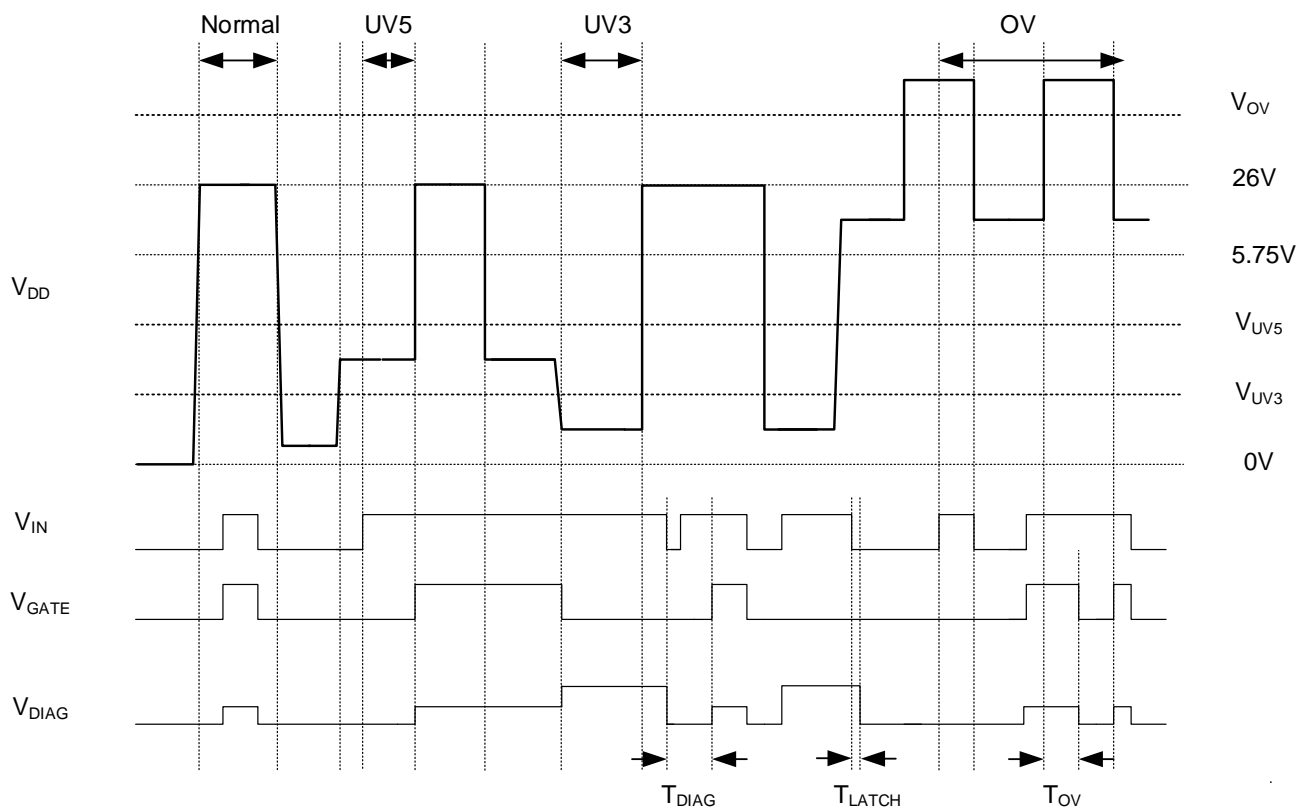 Normal UV5 UV3 OV
V_OV
26V
5.75V
V_DD
V_UV5
V_UV3
0V
V_IN
V_GATE
V_DIAG
T_DIAG T_LATCH T_OV